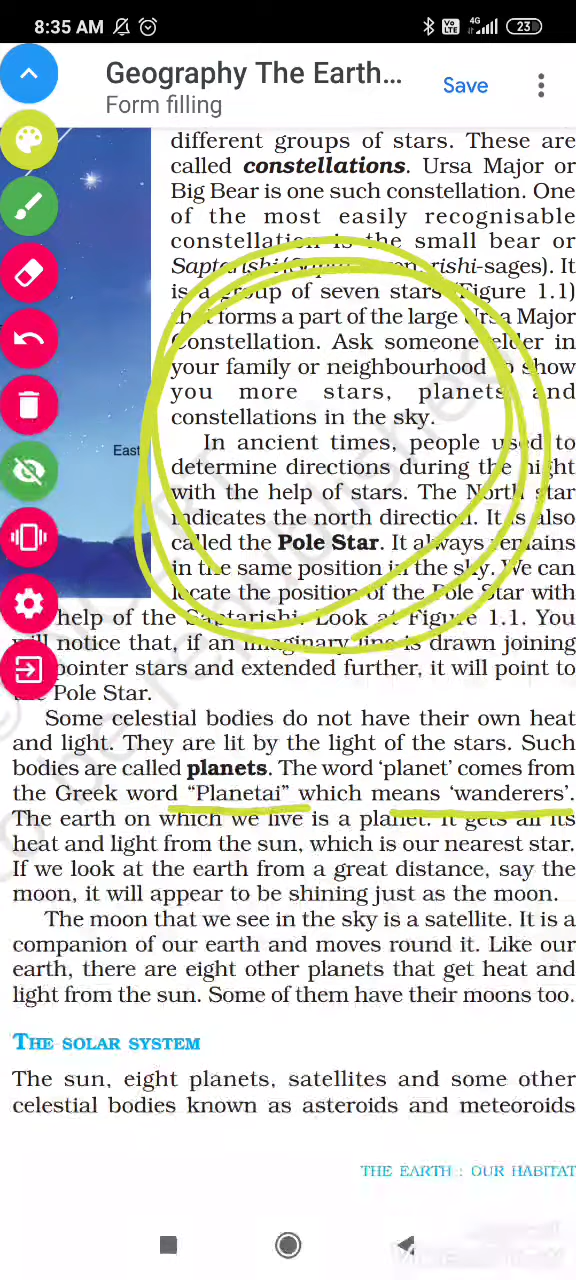 8:35 AM
Vo LTE 4G 23
Geography The Earth...
Form filling
Save
different groups of stars. These are
called constellations. Ursa Major or
Big Bear is one such constellation. One
of the most easily recognisable
constellation is the small bear or
Saptarishi rishi-sages). It
is a group of seven stars (Figure 1.1)
that forms a part of the large Ursa Major
Constellation. Ask someone elder in
your family or neighbourhood to show
you more stars, planets and
constellations in the sky.
East
In ancient times, people used to
determine directions during the night
with the help of stars. The North star
indicates the north direction. It is also
called the Pole Star. It always remains
in the same position in the sky. We can
locate the position of the Pole Star with
help of the Saptarishi. Look at Figure 1.1. You
will notice that, if an imaginary line is drawn joining
pointer stars and extended further, it will point to
the Pole Star.
Some celestial bodies do not have their own heat
and light. They are lit by the light of the stars. Such
bodies are called planets. The word ‘planet’ comes from
the Greek word “Planetai” which means ‘wanderers’.
The earth on which we live is a planet. It gets all its
heat and light from the sun, which is our nearest star.
If we look at the earth from a great distance, say the
moon, it will appear to be shining just as the moon.
The moon that we see in the sky is a satellite. It is a
companion of our earth and moves round it. Like our
earth, there are eight other planets that get heat and
light from the sun. Some of them have their moons too.
THE SOLAR SYSTEM
The sun, eight planets, satellites and some other
celestial bodies known as asteroids and meteoroids
THE EARTH : OUR HABITAT